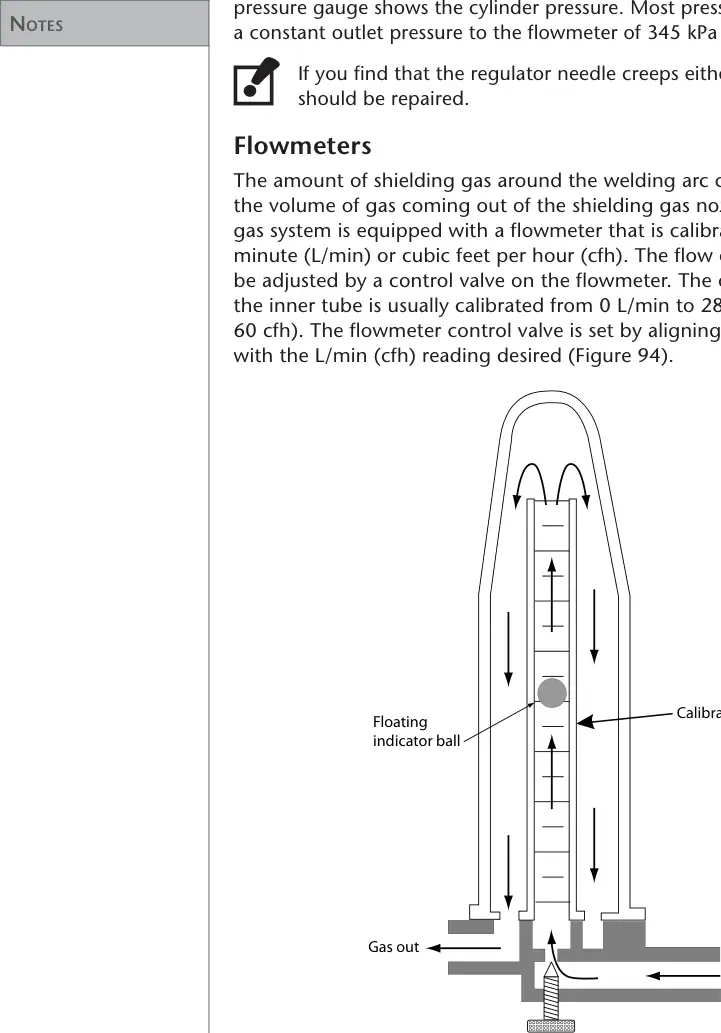 NOTES
pressure gauge shows the cylinder pressure. Most
a constant outlet pressure to the flowmeter of 345 kPa
If you find that the regulator needle creeps
should be repaired.
Flowmeters
The amount of shielding gas around the welding arc
the volume of gas coming out of the shielding gas
gas system is equipped with a flowmeter that is
minute (L/min) or cubic feet per hour (cfh). The flow
be adjusted by a control valve on the flowmeter. The
the inner tube is usually calibrated from 0 L/min to 28
60 cfh). The flowmeter control valve is set by aligning
with the L/min (cfh) reading desired (Figure 94).
Floating
indicator ball
Gas out